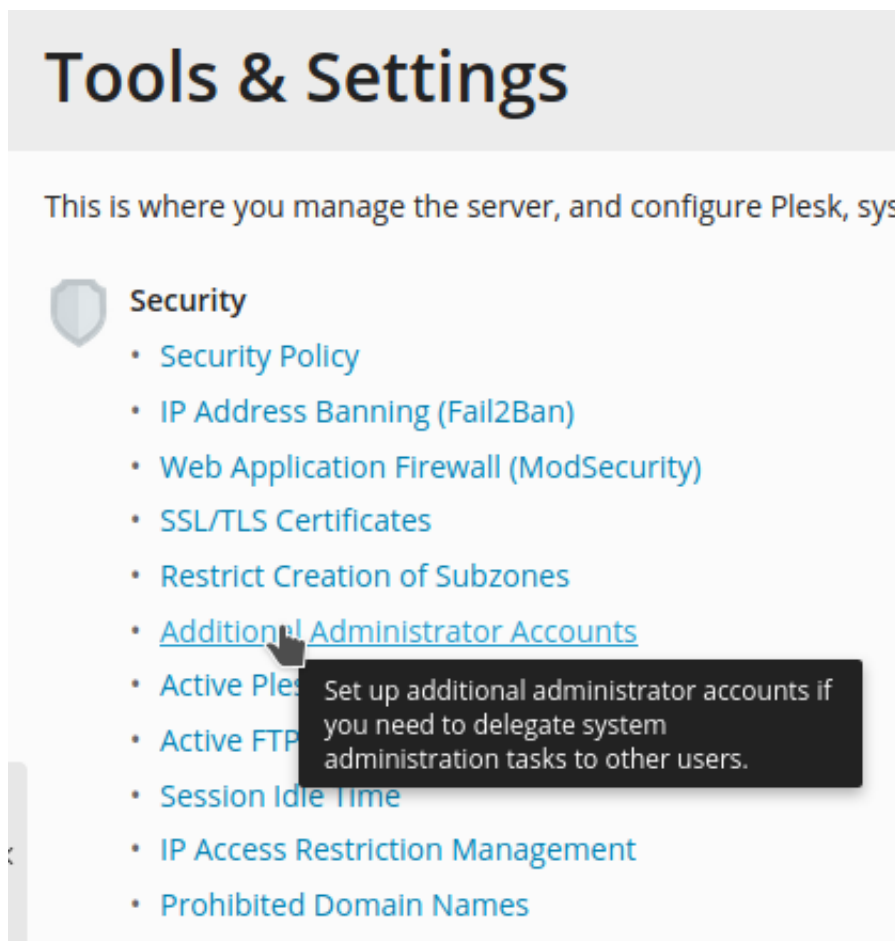 Tools & Settings
This is where you manage the server, and configure Plesk,
Security
Security Policy
IP Address Banning (Fail2Ban)
Web Application Firewall (ModSecurity)
SSL/TLS Certificates
Restrict Creation of Subzones
Additional Administrator Accounts
Active
Set up additional administrator accounts if
you need to delegate system
administration tasks to other users.
Active FTP
Session Idle Time
IP Access Restriction Management
Prohibited Domain Names